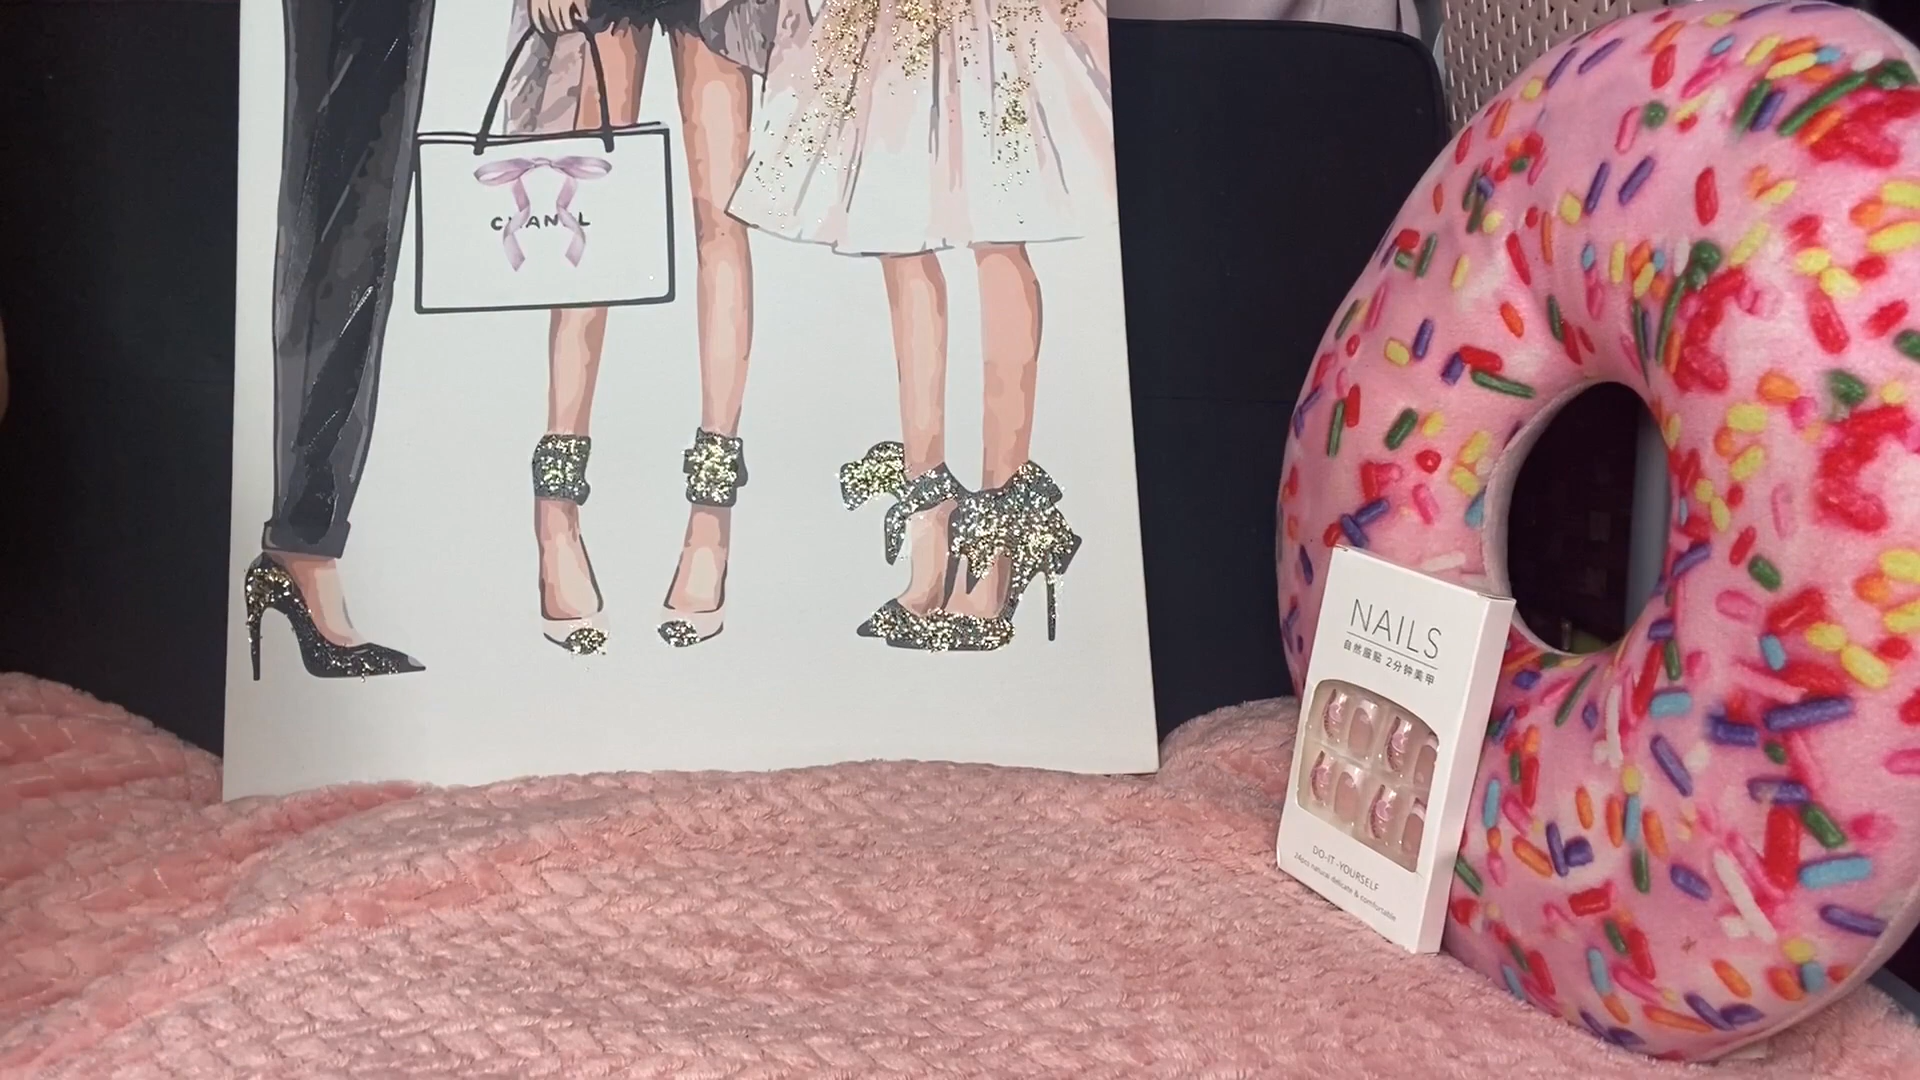 CHANEL
NAILS
自然服贴 2分钟美甲
DO-IT-YOURSELF
24pcs natural delicate & comfortable